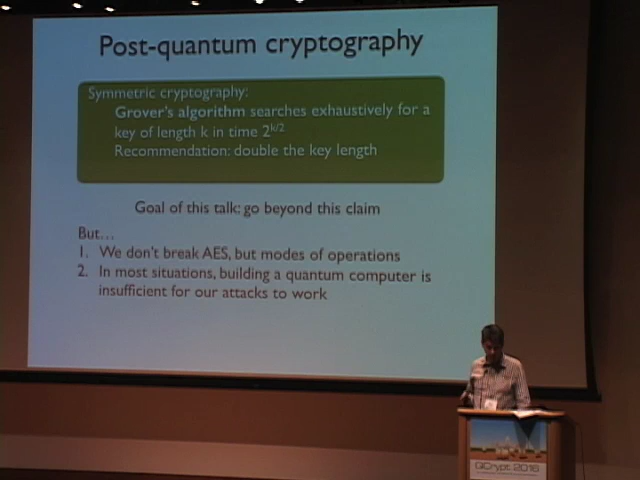 Post-quantum cryptography
Symmetric cryptography:
Grover's algorithm searches exhaustively for a
key of length k in time 2^k/2
Recommendation: double the key length
Goal of this talk: go beyond this claim
But...
1. We don't break AES, but modes of operations
2. In most situations, building a quantum computer is
insufficient for our attacks to work
QCrypt 2016